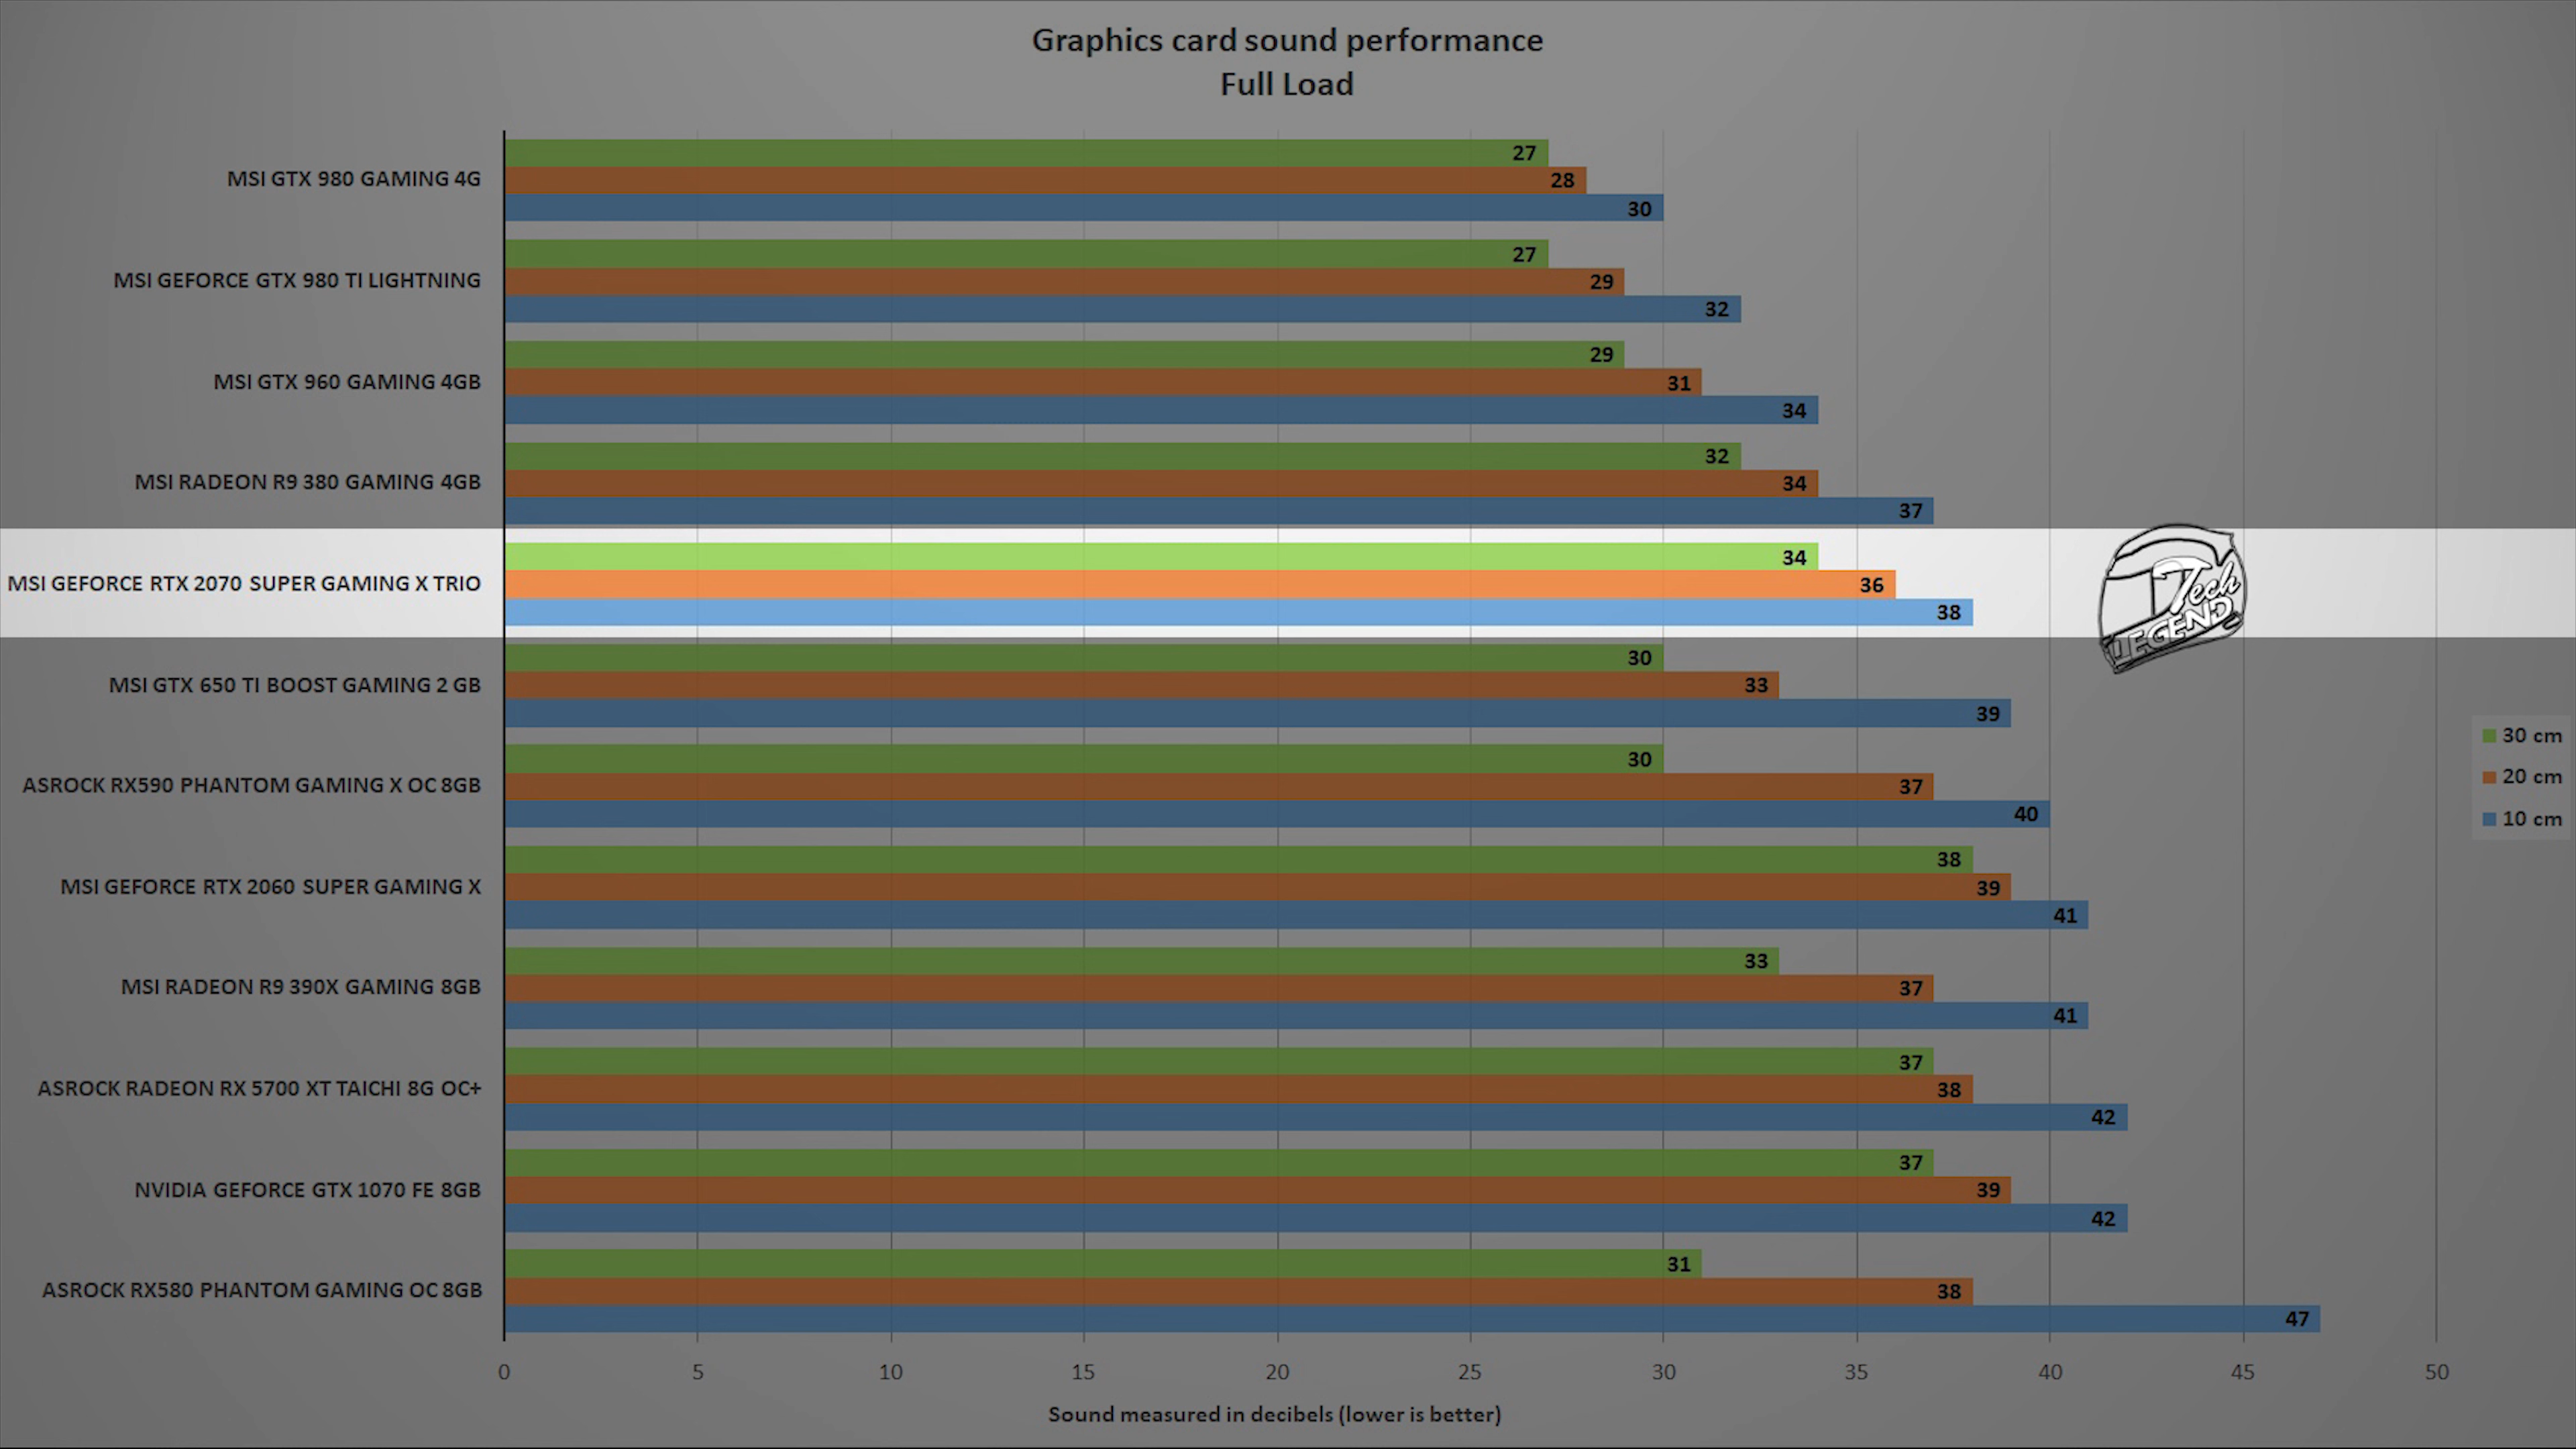 Graphics card sound performance
Full Load
MSI GTX 980 GAMING 4G
27
28
30
MSI GEFORCE GTX 980 TI LIGHTNING
27
29
32
MSI GTX 960 GAMING 4GB
29
31
34
MSI RADEON R9 380 GAMING 4GB
32
34
37
MSI GEFORCE RTX 2070 SUPER GAMING X TRIO
34
36
38
Tech
LEGEND
MSI GTX 650 TI BOOST GAMING 2 GB
30
33
39
ASROCK RX590 PHANTOM GAMING X OC 8GB
30
37
40
MSI GEFORCE RTX 2060 SUPER GAMING X
38
39
41
MSI RADEON R9 390X GAMING 8GB
33
37
41
ASROCK RADEON RX 5700 XT TAICHI 8G OC+
37
38
42
NVIDIA GEFORCE GTX 1070 FE 8GB
37
39
42
ASROCK RX580 PHANTOM GAMING OC 8GB
31
38
47
30 cm
20 cm
10 cm
0 5 10 15 20 25 30 35 40 45 50
Sound measured in decibels (lower is better)